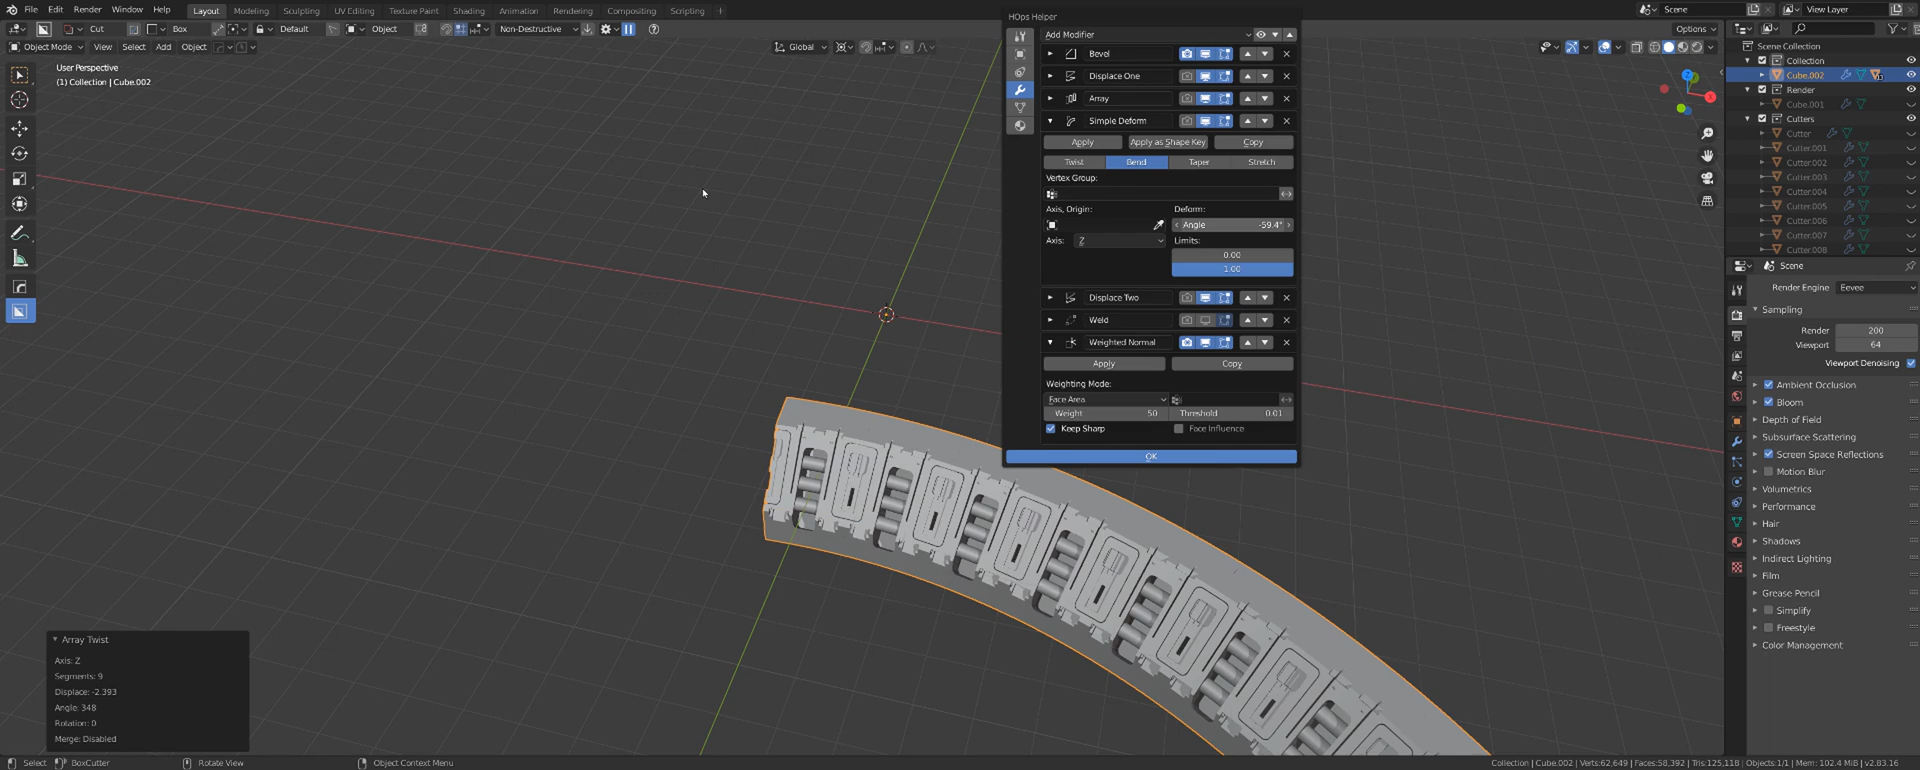 File Edit Render Window Help Layout Modeling Sculpting UV Editing Texture Paint Shading Animation Rendering Compositing Scripting +
Scene View Layer
Cut Box Default Object Non-Destructive
Options
Object Mode View Select Add Object Global
User Perspective
(1) Collection | Cube.002
HOps Helper
Add Modifier
Bevel
Displace One
Array
Simple Deform
Apply Apply as Shape Key Copy
Twist Bend Taper Stretch
Vertex Group:
Axis, Origin: Deform:
Angle -59.4°
Axis: Z Limits:
0.00
1.00
Displace Two
Weld
Weighted Normal
Apply Copy
Weighting Mode:
Face Area
Weight 50 Threshold 0.01
Keep Sharp Face Influence
OK
Scene Collection
Collection
Cube.002
Render
Cube.001
Cutters
Cutter
Cutter.001
Cutter.002
Cutter.003
Cutter.004
Cutter.005
Cutter.006
Cutter.007
Cutter.008
Scene
Render Engine Eevee
Sampling
Render 200
Viewport 64
Viewport Denoising
Ambient Occlusion
Bloom
Depth of Field
Subsurface Scattering
Screen Space Reflections
Motion Blur
Volumetrics
Performance
Hair
Shadows
Indirect Lighting
Film
Grease Pencil
Simplify
Freestyle
Color Management
Array Twist
Axis: Z
Segments: 9
Displace: -2.393
Angle: 348
Rotation: 0
Merge: Disabled
Select BoxCutter Rotate View Object Context Menu
Collection | Cube.002 | Verts:62,649 | Faces:58,392 | Tris:125,118 | Objects:1/1 | Mem: 102.4 MiB | v2.83.16